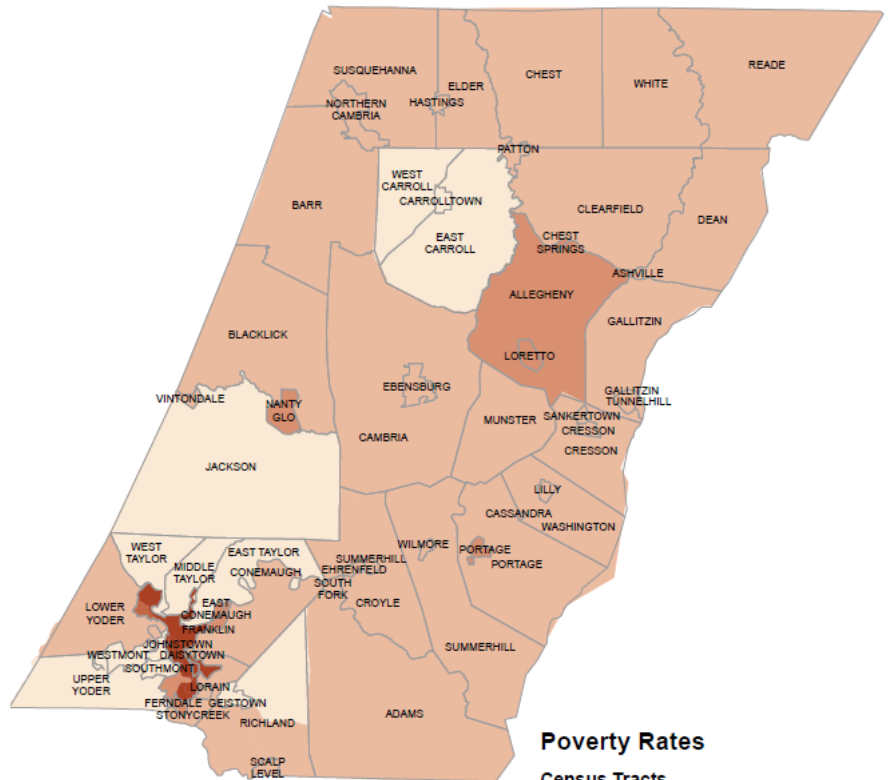 SUSQUEHANNA
ELDER
CHEST
WHITE
READE
NORTHERN
CAMBRIA
HASTINGS
PATTON
WEST
CARROLL
CARROLLTOWN
BARR
EAST
CARROLL
CLEARFIELD
DEAN
CHEST
SPRINGS
ASHVILLE
ALLEGHENY
GALLITZIN
BLACKLICK
LORETTO
EBENSBURG
VINTONDALE
NANTY
GLO
GALLITZIN
TUNNELHILL
SANKERTOWN
CRESSON
MUNSTER
CAMBRIA
CRESSON
JACKSON
LILLY
CASSANDRA
WASHINGTON
WEST
TAYLOR
MIDDLE
TAYLOR
EAST TAYLOR
CONEMAUGH
SUMMERHILL
EHRENFELD
WILMORE
PORTAGE
PORTAGE
SOUTH
FORK
CROYLE
LOWER
YODER
EAST
CONEMAUGH
FRANKLIN
JOHNSTOWN
WESTMONT
DAISYTOWN
SOUTHMONT
SUMMERHILL
UPPER
YODER
LORAIN
FERNDALE
GEISTOWN
STONYCREEK
RICHLAND
ADAMS
SCALP
LEVEL
Poverty Rates
Census Tracts